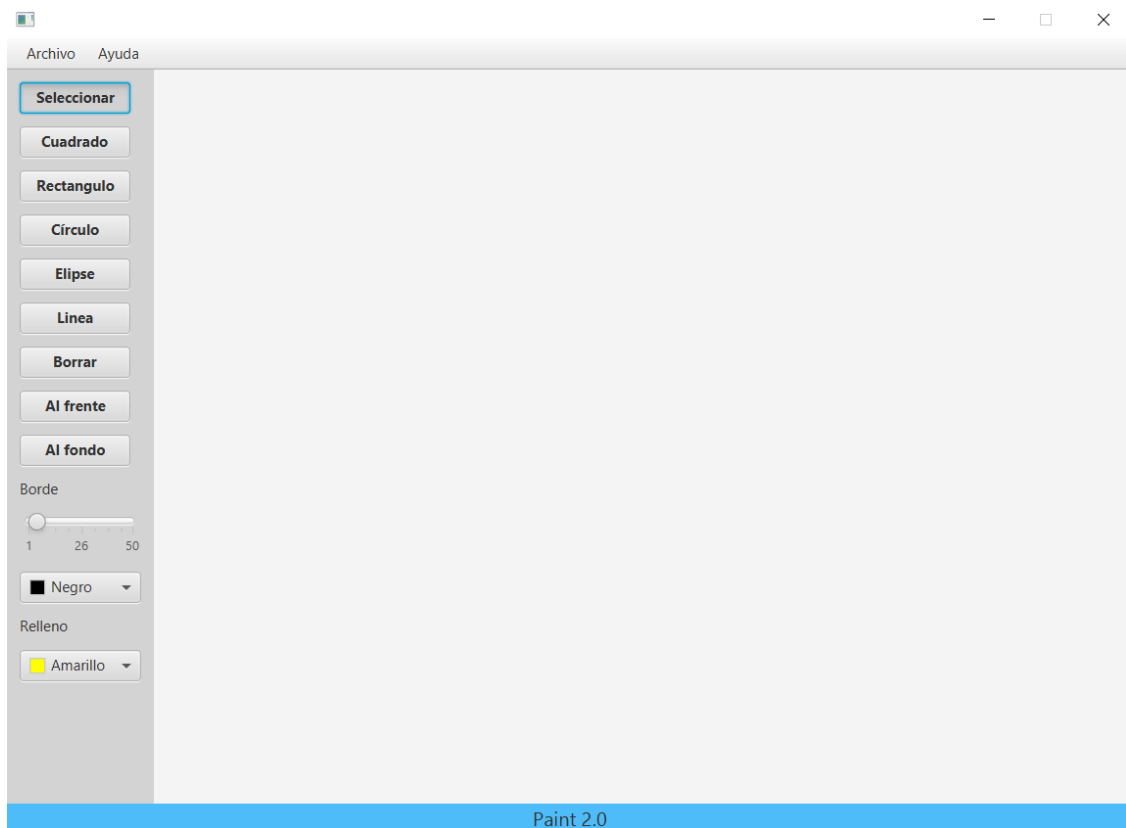 Archivo Ayuda
Seleccionar
Cuadrado
Rectangulo
Círculo
Elipse
Linea
Borrar
Al frente
Al fondo
Borde
1 26 50
Negro
Relleno
Amarillo
Paint 2.0